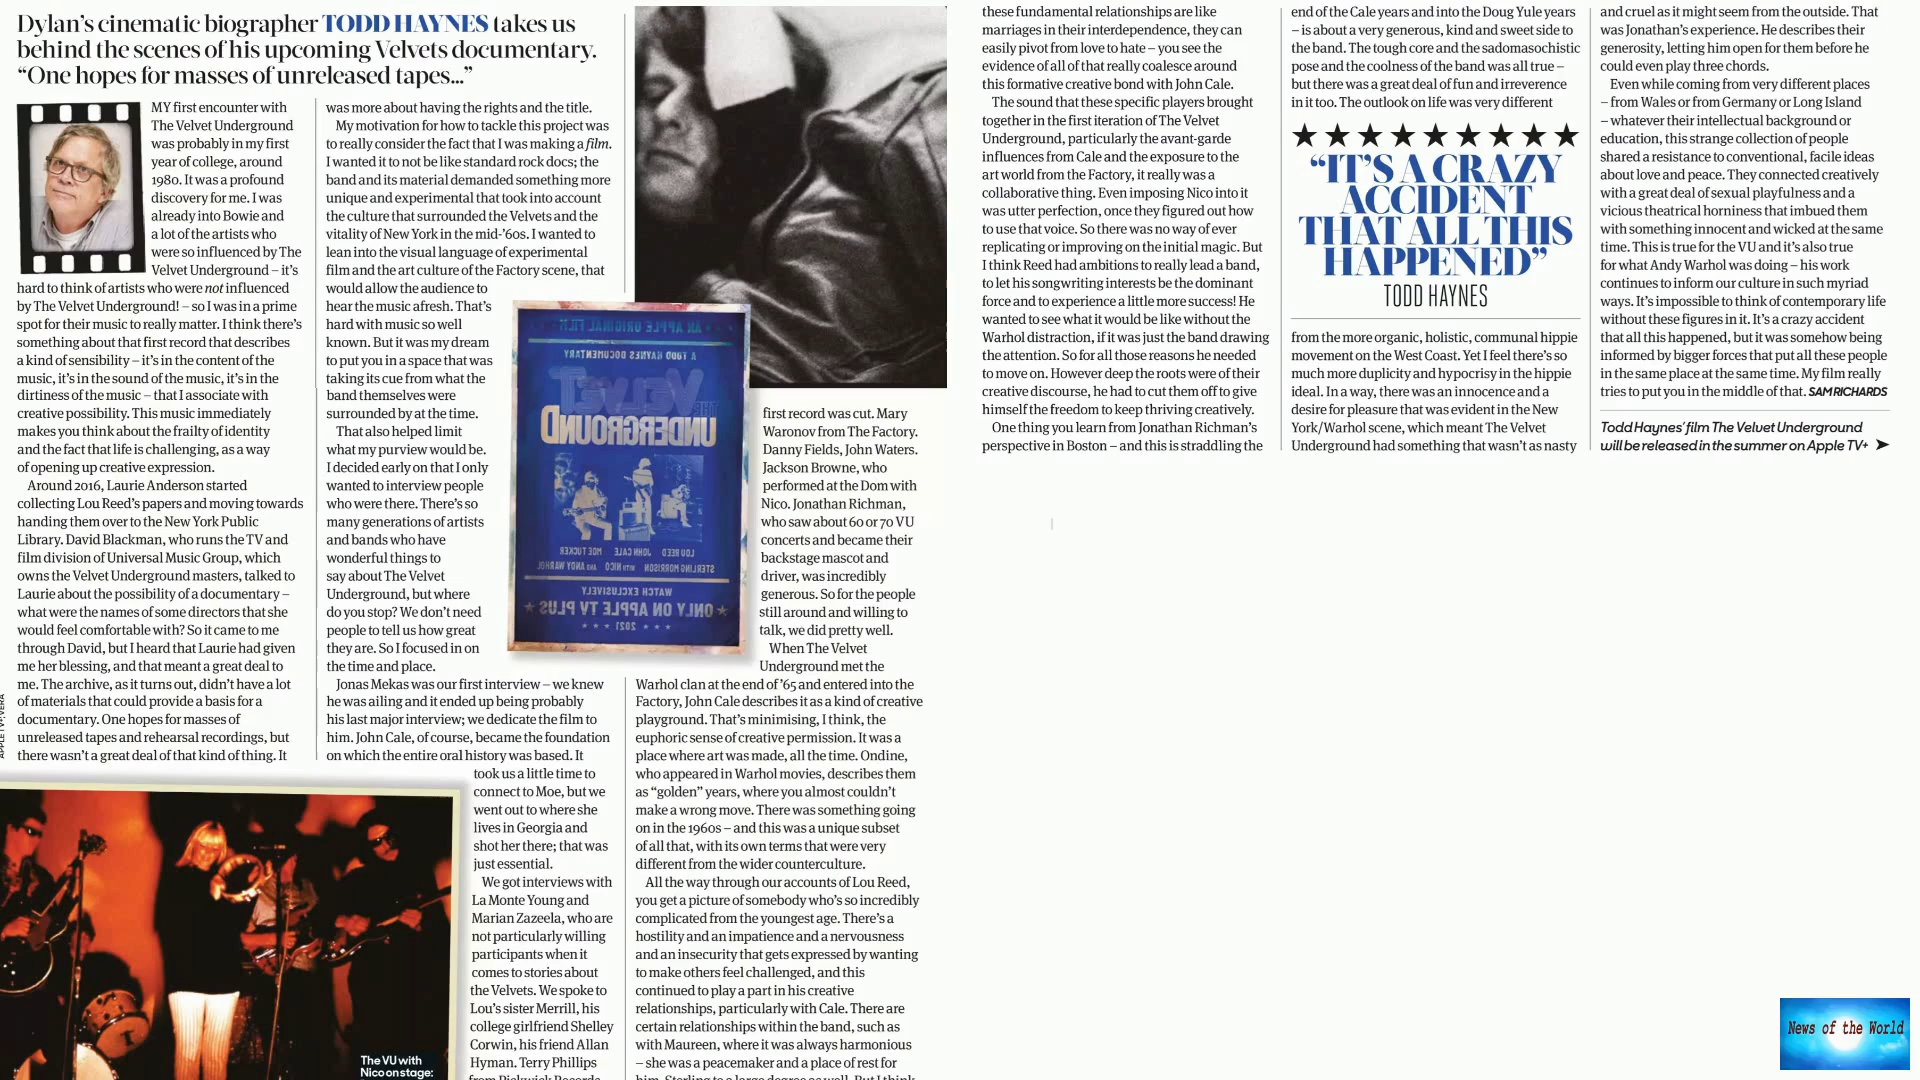 Dylan's cinematic biographer TODD HAYNES takes us
behind the scenes of his upcoming Velvets documentary.
“One hopes for masses of unreleased tapes...”
MY first encounter with
The Velvet Underground
was probably in my first
year of college, around
1980. It was a profound
discovery for me. I was
already into Bowie and
a lot of the artists who
were so influenced by The
Velvet Underground – it's
hard to think of artists who were not influenced
by The Velvet Underground! – so I was in a prime
spot for their music to really matter. I think there's
something about that first record that describes
a kind of sensibility – it's in the content of the
music, it's in the sound of the music, it's in the
dirtiness of the music – that I associate with
creative possibility. This music immediately
makes you think about the frailty of identity
and the fact that life is challenging, as a way
of opening up creative expression.
Around 2016, Laurie Anderson started
collecting Lou Reed's papers and moving towards
handing them over to the New York Public
Library. David Blackman, who runs the TV and
film division of Universal Music Group, which
owns the Velvet Underground masters, talked to
Laurie about the possibility of a documentary –
what were the names of some directors that she
would feel comfortable with? So it came to me
through David, but I heard that Laurie had given
me her blessing, and that meant a great deal to
me. The archive, as it turns out, didn't have a lot
of materials that could provide a basis for a
documentary. One hopes for masses of
unreleased tapes and rehearsal recordings, but
there wasn't a great deal of that kind of thing. It
was more about having the rights and the title.
My motivation for how to tackle this project was
to really consider the fact that I was making a film.
I wanted it to not be like standard rock docs; the
band and its material demanded something more
unique and experimental that took into account
the culture that surrounded the Velvets and the
vitality of New York in the mid-'60s. I wanted to
lean into the visual language of experimental
film and the art culture of the Factory scene, that
would allow the audience to
hear the music afresh. That's
hard with music so well
known. But it was my dream
to put you in a space that was
taking its cue from what the
band themselves were
surrounded by at the time.
That also helped limit
what my purview would be.
I decided early on that I only
wanted to interview people
who were there. There's so
many generations of artists
and bands who have
wonderful things to
say about The Velvet
Underground, but where
do you stop? We don't need
people to tell us how great
they are. So I focused in on
the time and place.
Jonas Mekas was our first interview – we knew
he was ailing and it ended up being probably
his last major interview; we dedicate the film to
him. John Cale, of course, became the foundation
on which the entire oral history was based. It
took us a little time to
connect to Moe, but we
went out to where she
lives in Georgia and
shot her there; that was
just essential.
We got interviews with
La Monte Young and
Marian Zazeela, who are
not particularly willing
participants when it
comes to stories about
the Velvets. We spoke to
Lou's sister Merrill, his
college girlfriend Shelley
Corwin, his friend Allan
Hyman. Terry Phillips
from Pickwick Records
AN APPLE ORIGINAL FILM
A TODD HAYNES DOCUMENTARY
THE VELVET
UNDERGROUND
LOU REED JOHN CALE MOE TUCKER
STERLING MORRISON WITH NICO AND ANDY WARHOL
WATCH EXCLUSIVELY
ONLY ON APPLE TV PLUS
2021
first record was cut. Mary
Waronov from The Factory.
Danny Fields, John Waters.
Jackson Browne, who
performed at the Dom with
Nico. Jonathan Richman,
who saw about 60 or 70 VU
concerts and became their
backstage mascot and
driver, was incredibly
generous. So for the people
still around and willing to
talk, we did pretty well.
When The Velvet
Underground met the
Warhol clan at the end of '65 and entered into the
Factory, John Cale describes it as a kind of creative
playground. That's minimising, I think, the
euphoric sense of creative permission. It was a
place where art was made, all the time. Ondine,
who appeared in Warhol movies, describes them
as “golden” years, where you almost couldn't
make a wrong move. There was something going
on in the 1960s – and this was a unique subset
of all that, with its own terms that were very
different from the wider counterculture.
All the way through our accounts of Lou Reed,
you get a picture of somebody who's so incredibly
complicated from the youngest age. There's a
hostility and an impatience and a nervousness
and an insecurity that gets expressed by wanting
to make others feel challenged, and this
continued to play a part in his creative
relationships, particularly with Cale. There are
certain relationships within the band, such as
with Maureen, where it was always harmonious
– she was a peacemaker and a place of rest for
him. Sterling to a large degree as well. But I think
these fundamental relationships are like
marriages in their interdependence, they can
easily pivot from love to hate – you see the
evidence of all of that really coalesce around
this formative creative bond with John Cale.
The sound that these specific players brought
together in the first iteration of The Velvet
Underground, particularly the avant-garde
influences from Cale and the exposure to the
art world from the Factory, it really was a
collaborative thing. Even imposing Nico into it
was utter perfection, once they figured out how
to use that voice. So there was no way of ever
replicating or improving on the initial magic. But
I think Reed had ambitions to really lead a band,
to let his songwriting interests be the dominant
force and to experience a little more success! He
wanted to see what it would be like without the
Warhol distraction, if it was just the band drawing
the attention. So for all those reasons he needed
to move on. However deep the roots were of their
creative discourse, he had to cut them off to give
himself the freedom to keep thriving creatively.
One thing you learn from Jonathan Richman's
perspective in Boston – and this is straddling the
end of the Cale years and into the Doug Yule years
– is about a very generous, kind and sweet side to
the band. The tough core and the sadomasochistic
pose and the coolness of the band was all true –
but there was a great deal of fun and irreverence
in it too. The outlook on life was very different
“IT'S A CRAZY
ACCIDENT
THAT ALL THIS
HAPPENED”
TODD HAYNES
from the more organic, holistic, communal hippie
movement on the West Coast. Yet I feel there's so
much more duplicity and hypocrisy in the hippie
ideal. In a way, there was an innocence and a
desire for pleasure that was evident in the New
York/Warhol scene, which meant The Velvet
Underground had something that wasn't as nasty
and cruel as it might seem from the outside. That
was Jonathan's experience. He describes their
generosity, letting him open for them before he
could even play three chords.
Even while coming from very different places
– from Wales or from Germany or Long Island
– whatever their intellectual background or
education, this strange collection of people
shared a resistance to conventional, facile ideas
about love and peace. They connected creatively
with a great deal of sexual playfulness and a
vicious theatrical horniness that imbued them
with something innocent and wicked at the same
time. This is true for the VU and it's also true
for what Andy Warhol was doing – his work
continues to inform our culture in such myriad
ways. It's impossible to think of contemporary life
without these figures in it. It's a crazy accident
that all this happened, but it was somehow being
informed by bigger forces that put all these people
in the same place at the same time. My film really
tries to put you in the middle of that. SAM RICHARDS
Todd Haynes' film The Velvet Underground
will be released in the summer on Apple TV+
The VU with
Nico on stage:
News of the World